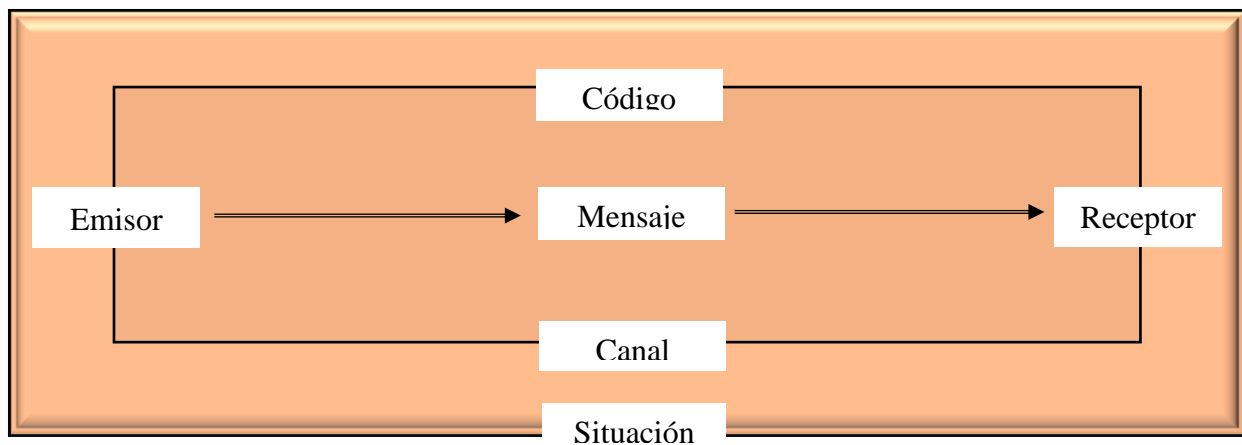 Código
Emisor
Mensaje
Receptor
Canal
Situación